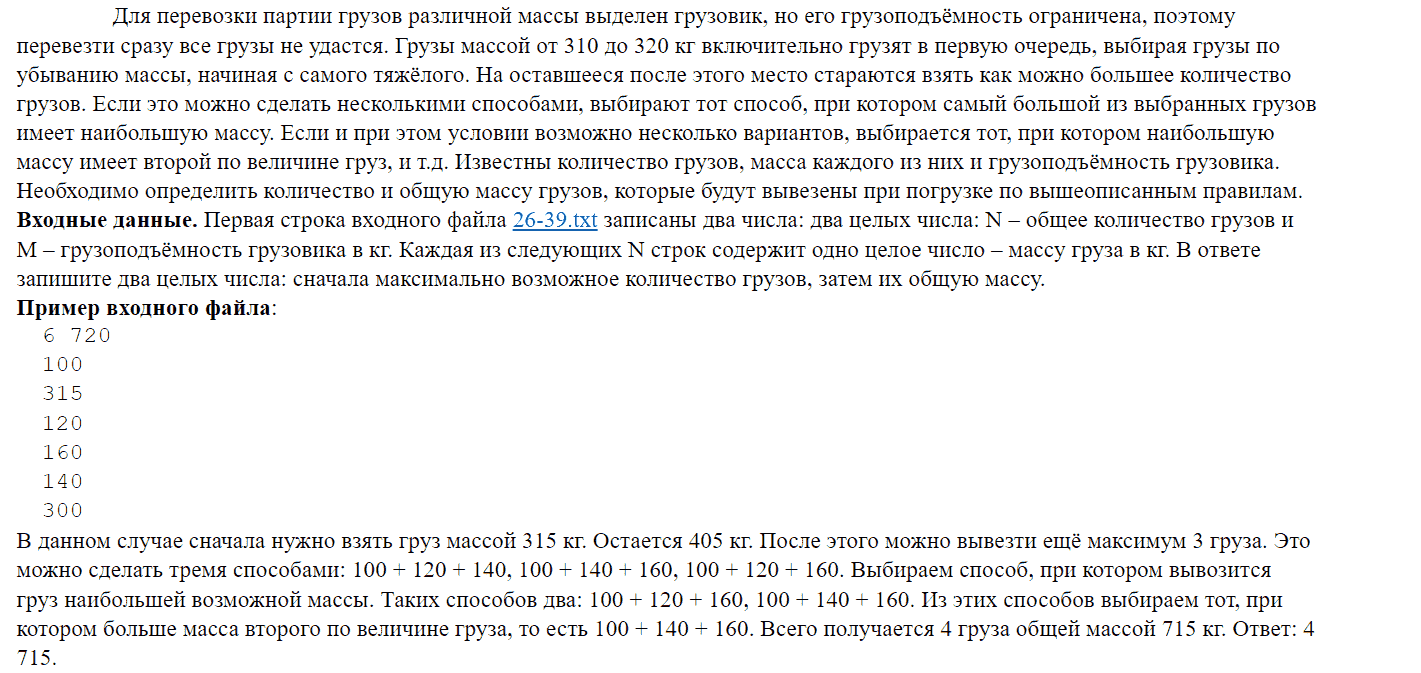 Для перевозки партии грузов различной массы выделен грузовик, но его грузоподъёмность ограничена, поэтому
перевезти сразу все грузы не удастся. Грузы массой от 310 до 320 кг включительно грузят в первую очередь, выбирая грузы по
убыванию массы, начиная с самого тяжёлого. На оставшееся после этого место стараются взять как можно большее количество
грузов. Если это можно сделать несколькими способами, выбирают тот способ, при котором самый большой из выбранных грузов
имеет наибольшую массу. Если и при этом условии возможно несколько вариантов, выбирается тот, при котором наибольшую
массу имеет второй по величине груз, и т.д. Известны количество грузов, масса каждого из них и грузоподъёмность грузовика.
Необходимо определить количество и общую массу грузов, которые будут вывезены при погрузке по вышеописанным правилам.
Входные данные. Первая строка входного файла 26-39.txt записаны два числа: два целых числа: N – общее количество грузов и
M – грузоподъёмность грузовика в кг. Каждая из следующих N строк содержит одно целое число – массу груза в кг. В ответе
запишите два целых числа: сначала максимально возможное количество грузов, затем их общую массу.
Пример входного файла:
6 720
100
315
120
160
140
300
В данном случае сначала нужно взять груз массой 315 кг. Остается 405 кг. После этого можно вывезти ещё максимум 3 груза. Это
можно сделать тремя способами: 100 + 120 + 140, 100 + 140 + 160, 100 + 120 + 160. Выбираем способ, при котором вывозится
груз наибольшей возможной массы. Таких способов два: 100 + 120 + 160, 100 + 140 + 160. Из этих способов выбираем тот, при
котором больше масса второго по величине груза, то есть 100 + 140 + 160. Всего получается 4 груза общей массой 715 кг. Ответ: 4
715.